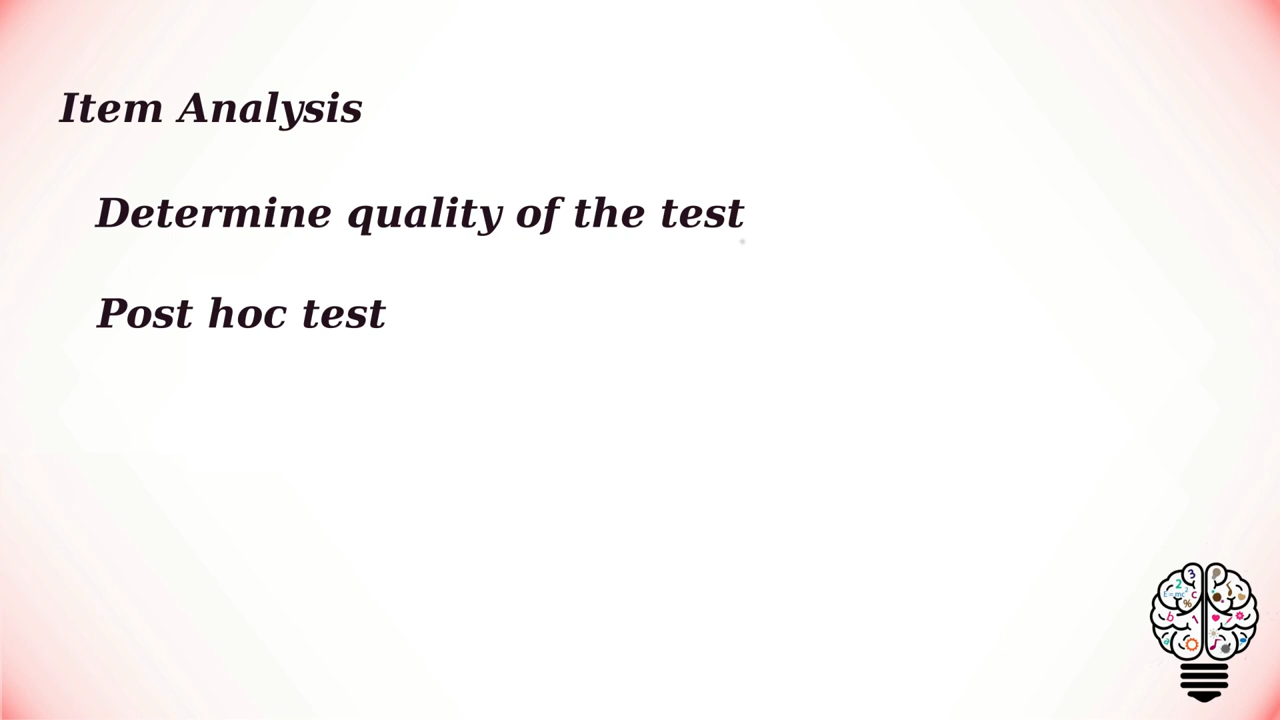 Item Analysis
Determine quality of the test
Post hoc test